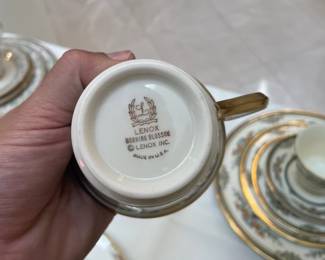 L
LENOX
MORNING BLOSSOM
© LENOX INC.
MADE IN U.S.A.